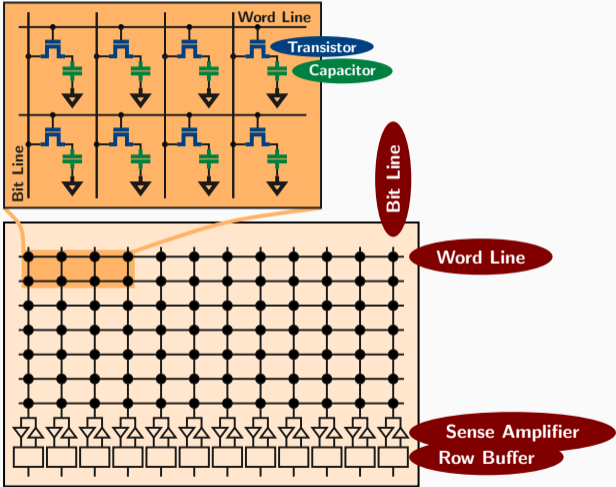 Word Line
Transistor
Capacitor
Bit Line
Bit Line
Word Line
Sense Amplifier
Row Buffer